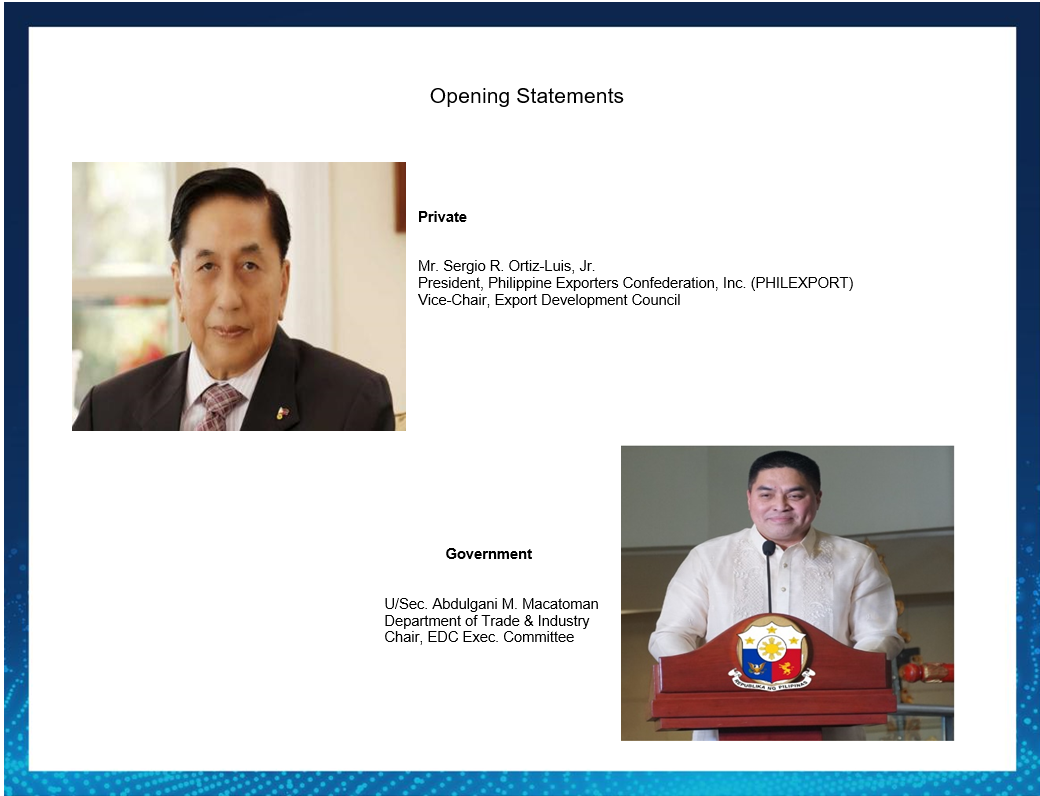 Opening Statements
Private
Mr. Sergio R. Ortiz-Luis, Jr.
President, Philippine Exporters Confederation, Inc. (PHILEXPORT)
Vice-Chair, Export Development Council
Government
U/Sec. Abdulgani M. Macatoman
Department of Trade & Industry
Chair, EDC Exec. Committee
REPUBLIKA NG PILIPINAS